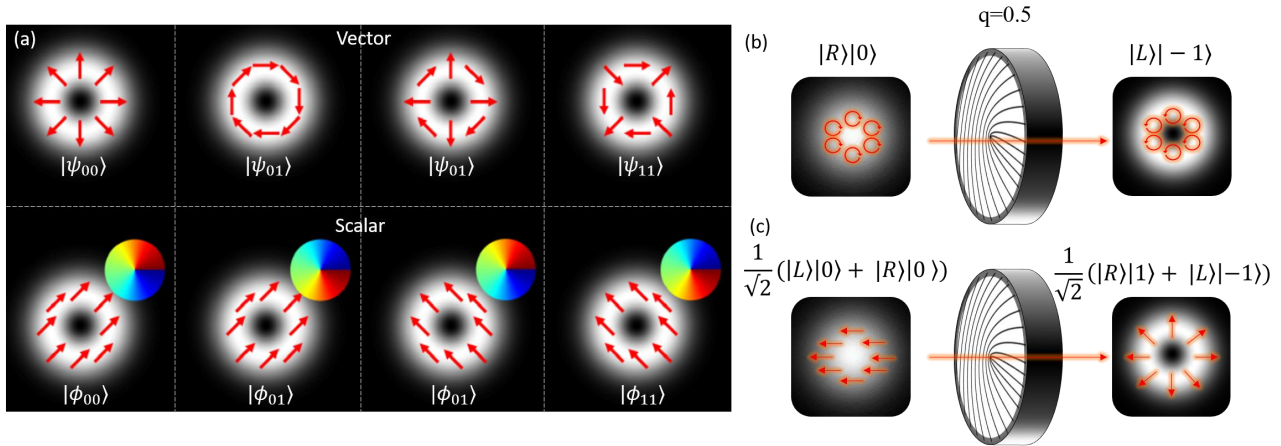 (a)
Vector
|ψ₀₀⟩
|ψ₀₁⟩
|ψ₀₁⟩
|ψ₁₁⟩
Scalar
|ϕ₀₀⟩
|ϕ₀₁⟩
|ϕ₀₁⟩
|ϕ₁₁⟩
q=0.5
(b)
|R⟩|0⟩
|L⟩| − 1⟩
(c)
1/√2 (|L⟩|0⟩ + |R⟩|0 ⟩)
1/√2 (|R⟩|1⟩ + |L⟩|−1⟩)